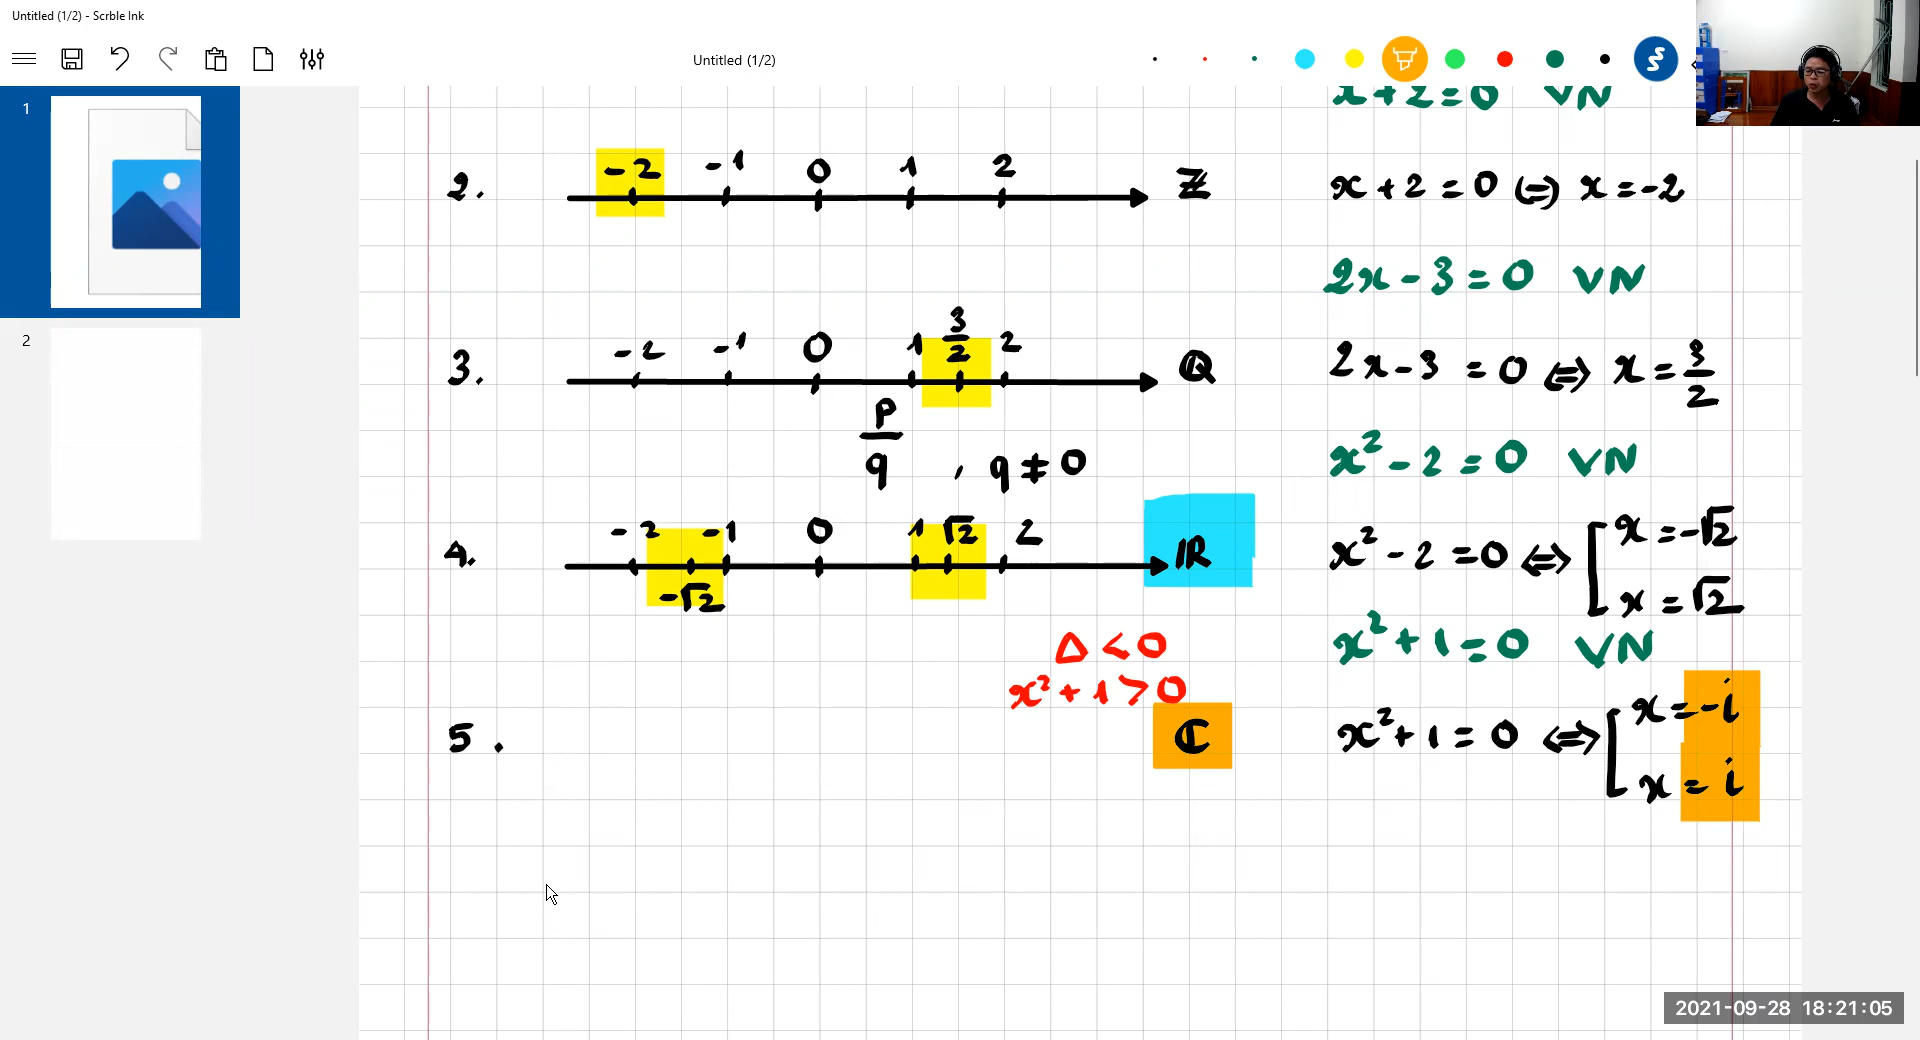 Untitled (1/2) - Scrble Ink
Untitled (1/2)
1
2
x + 2 = 0 VN
2. -2 -1 0 1 2 ℤ
x + 2 = 0 ⇔ x = -2
2x - 3 = 0 VN
3. -2 -1 0 1 3/2 2 ℚ
2x - 3 = 0 ⇔ x = 3/2
p/q , q ≠ 0
x² - 2 = 0 VN
4. -2 -√2 -1 0 1 √2 2 ℝ
x² - 2 = 0 ⇔ [ x = -√2
x = √2
Δ < 0
x² + 1 > 0
x² + 1 = 0 VN
5. ℂ
x² + 1 = 0 ⇔ [ x = -i
x = i
2021-09-28 18:21:05